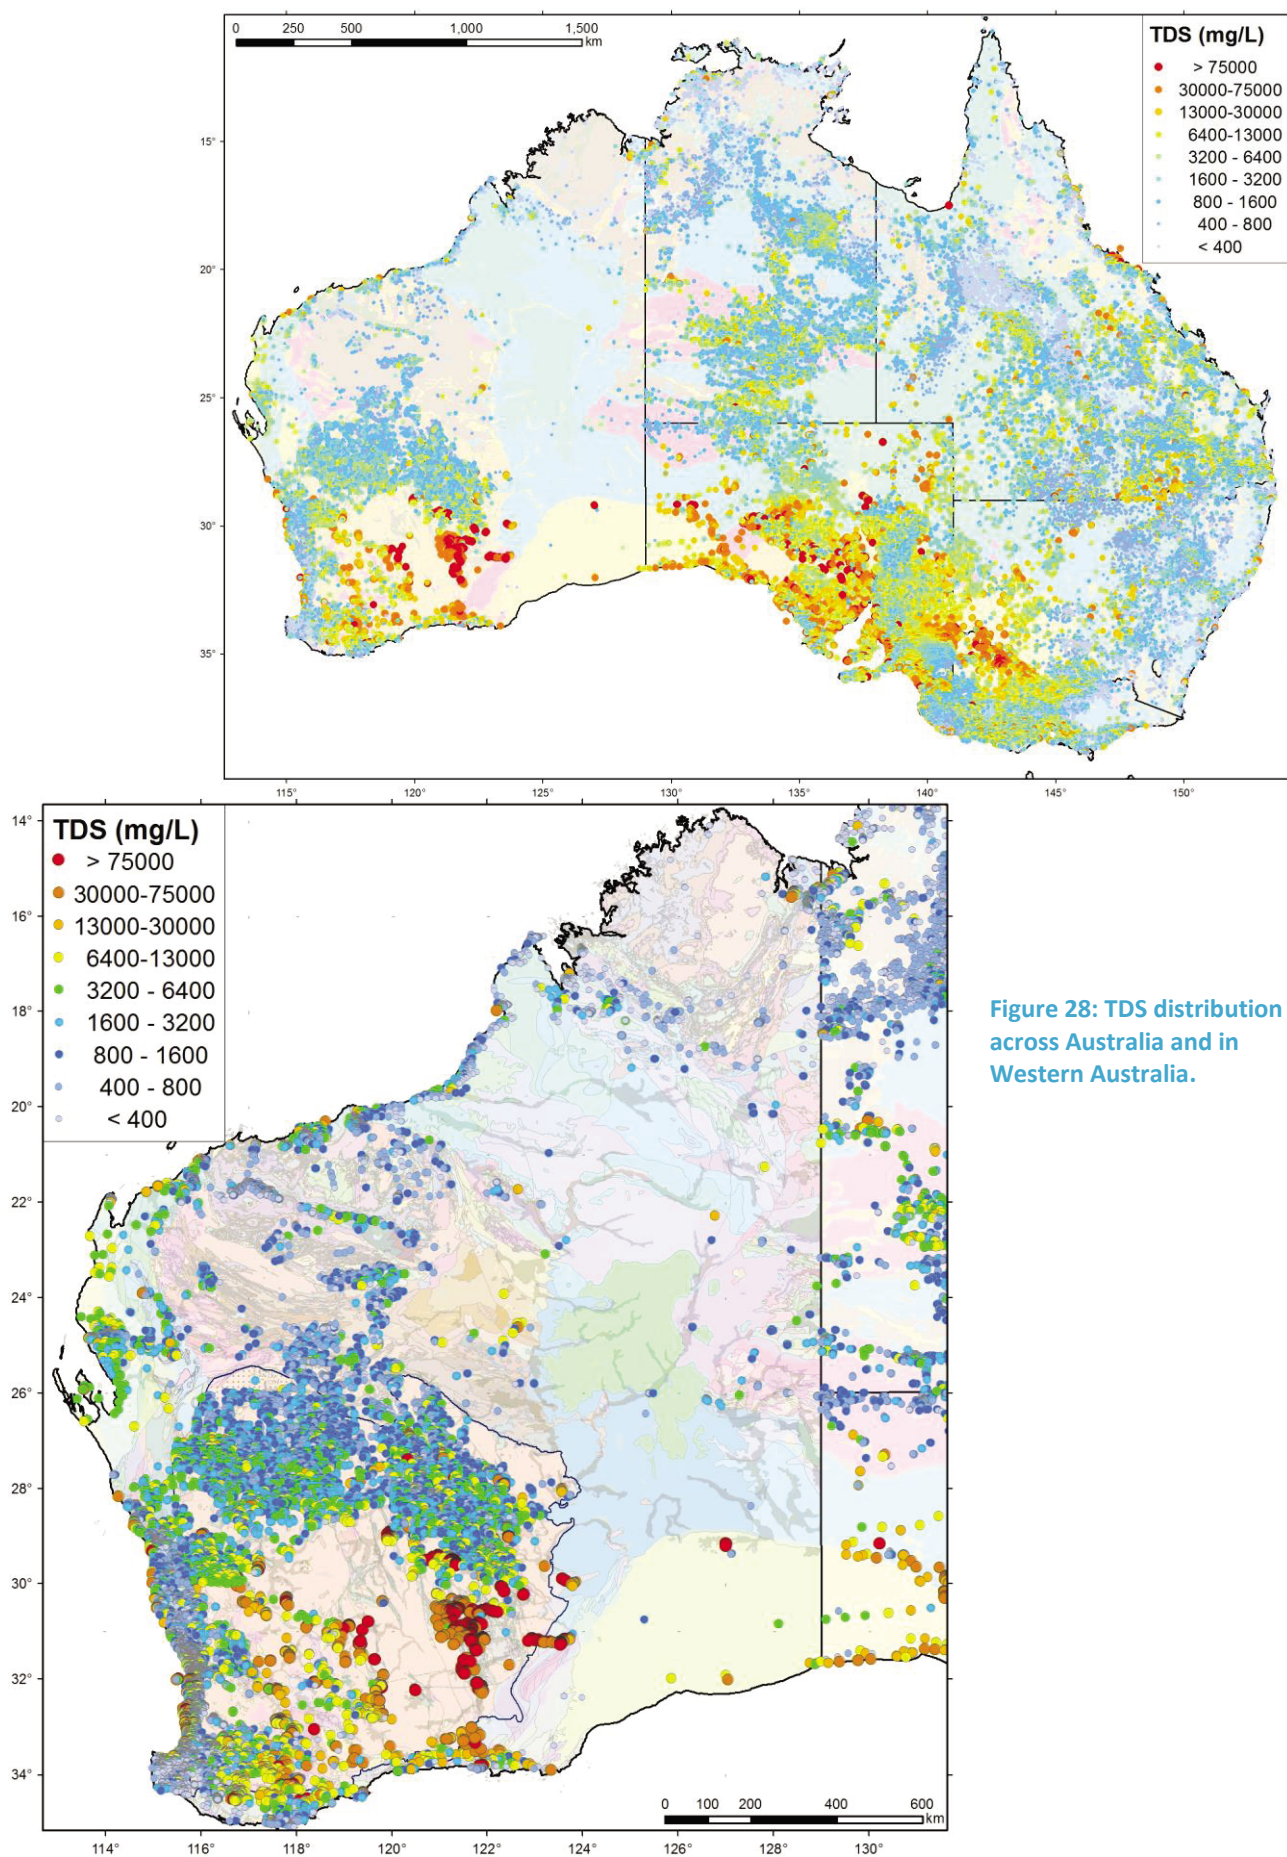 0 250 500 1,000 1,500
km
TDS (mg/L)
> 75000
30000-75000
13000-30000
6400-13000
3200 - 6400
1600 - 3200
800 - 1600
400 - 800
< 400
15°
20°
25°
30°
35°
115° 120° 125° 130° 135° 140° 145° 150°
TDS (mg/L)
> 75000
30000-75000
13000-30000
6400-13000
3200 - 6400
1600 - 3200
800 - 1600
400 - 800
< 400
14°
16°
18°
20°
22°
24°
26°
28°
30°
32°
34°
0 100 200 400 600
km
114° 116° 118° 120° 122° 124° 126° 128° 130°
Figure 28: TDS distribution
across Australia and in
Western Australia.